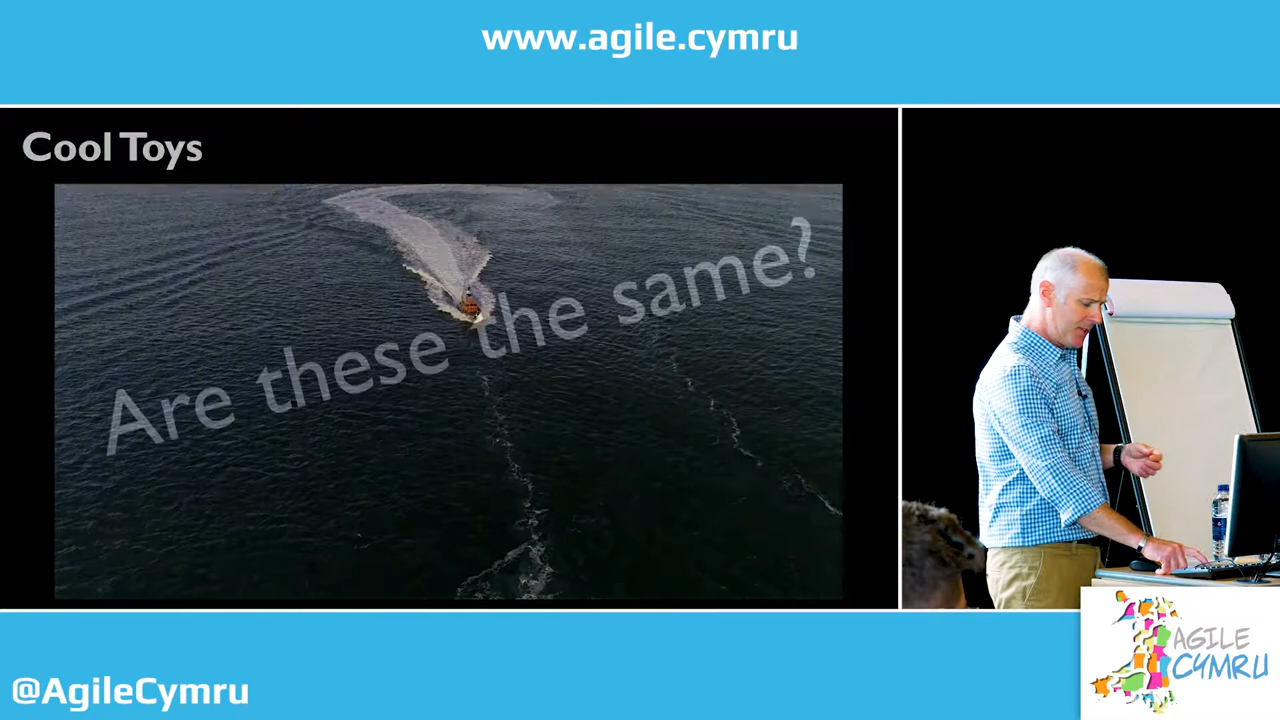 www.agile.cymru
Cool Toys
Are these the same?
@AgileCymru
AGILE
CYMRU